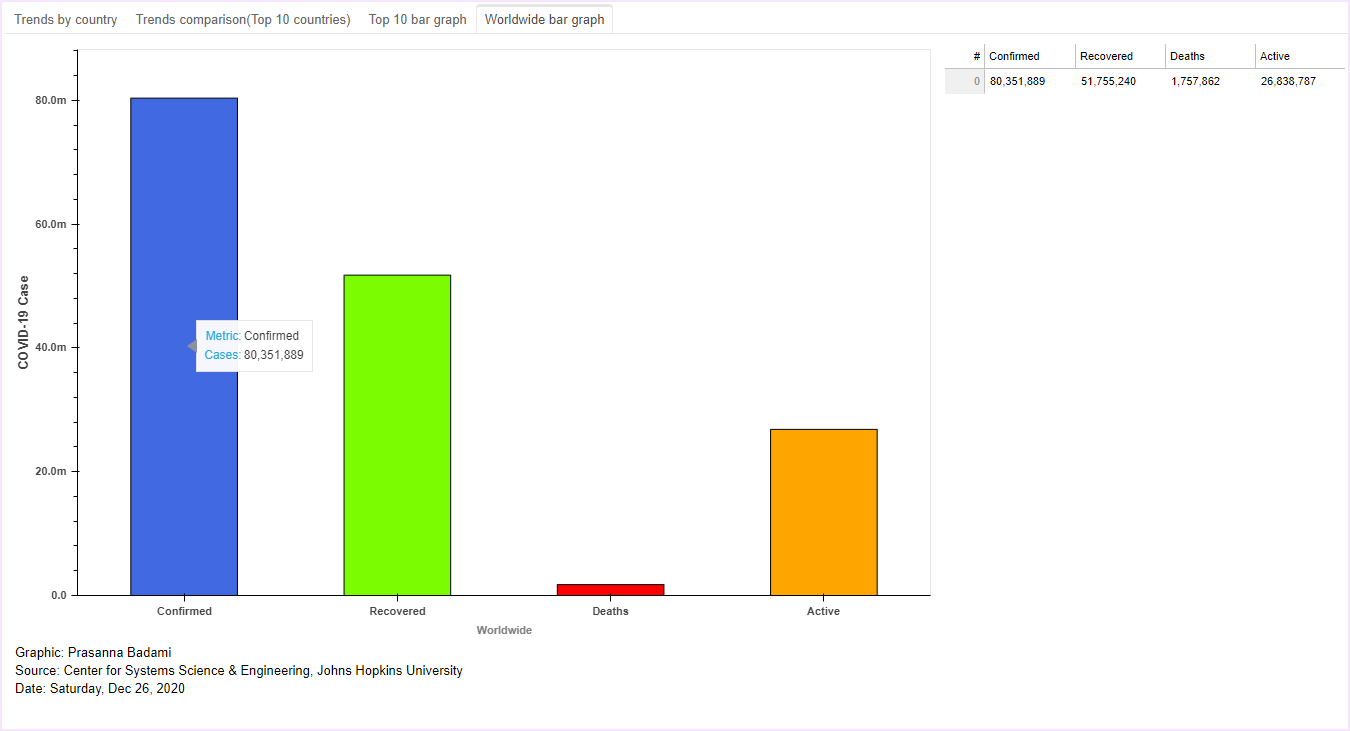 Trends by country Trends comparison(Top 10 countries) Top 10 bar graph Worldwide bar graph
# Confirmed Recovered Deaths Active
0 80,351,889 51,755,240 1,757,862 26,838,787
COVID-19 Case
80.0m
60.0m
40.0m
20.0m
0.0
Metric: Confirmed
Cases: 80,351,889
Confirmed Recovered Deaths Active
Worldwide
Graphic: Prasanna Badami
Source: Center for Systems Science & Engineering, Johns Hopkins University
Date: Saturday, Dec 26, 2020